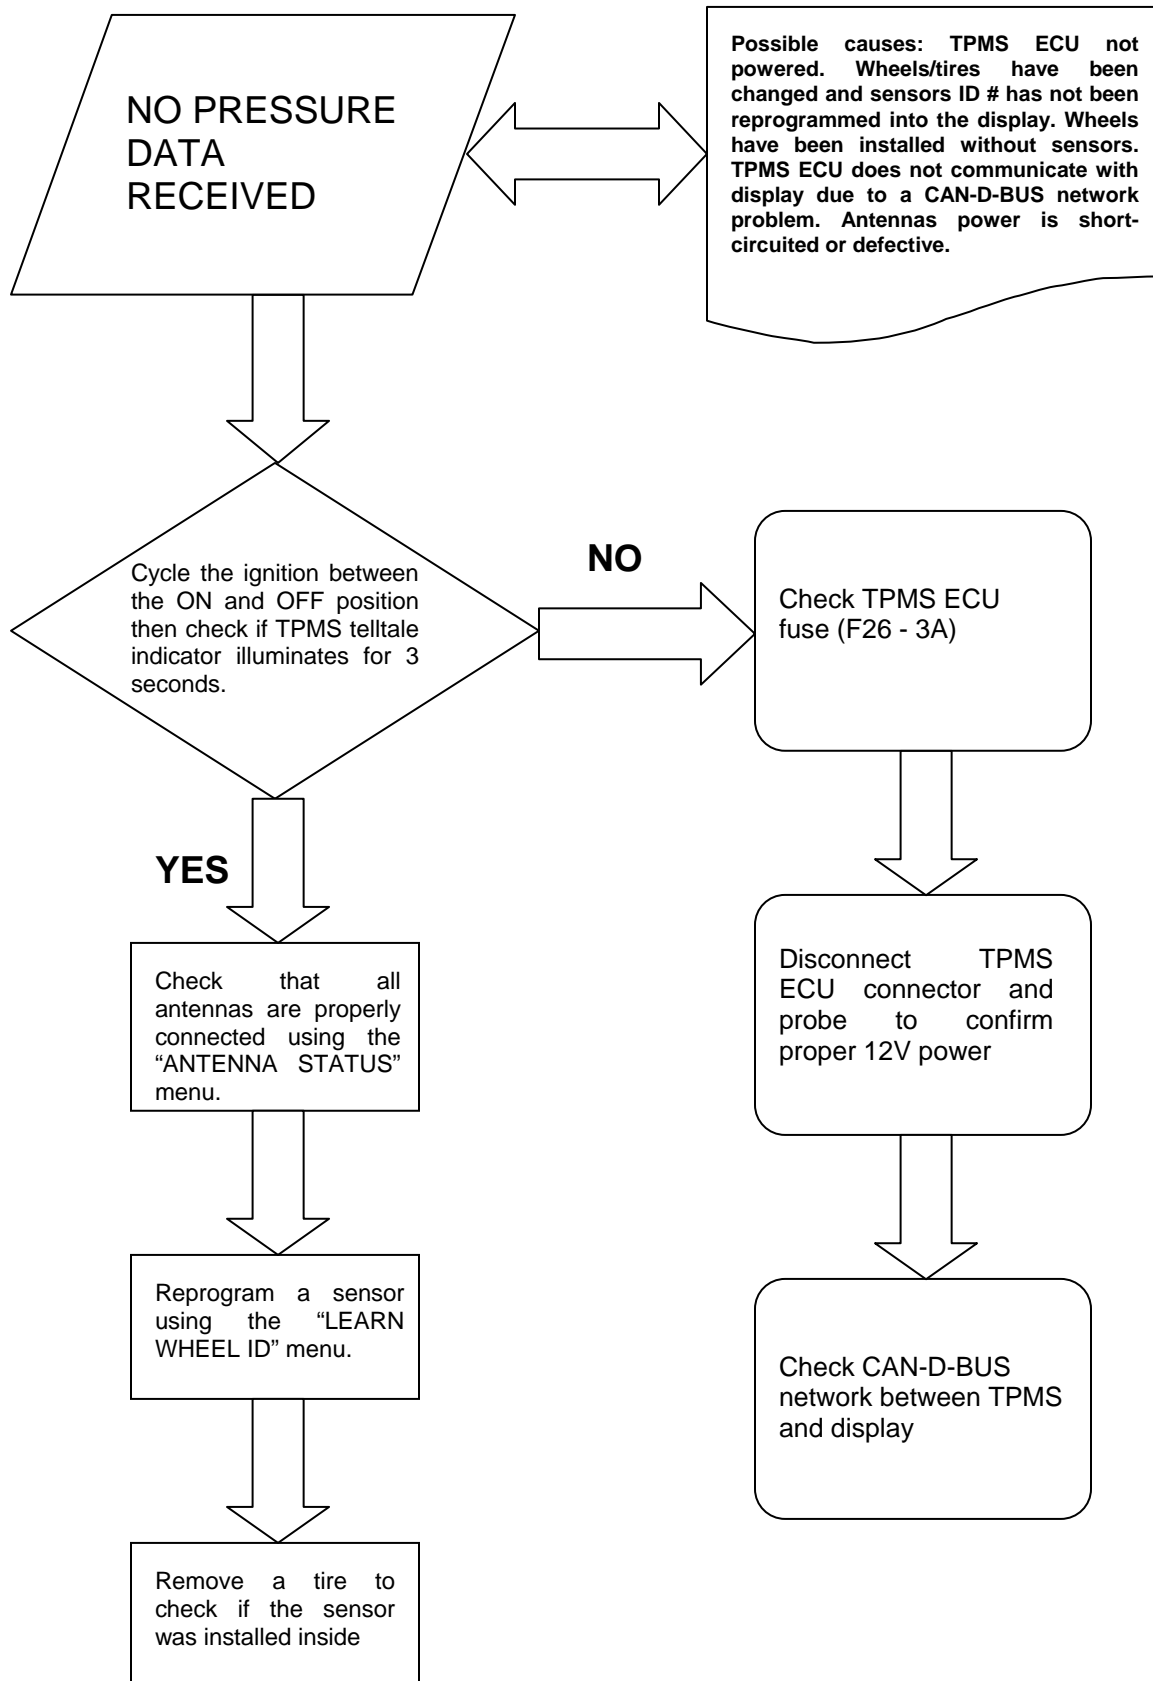 NO PRESSURE
DATA
RECEIVED
Possible causes: TPMS ECU not
powered. Wheels/tires have been
changed and sensors ID # has not been
reprogrammed into the display. Wheels
have been installed without sensors.
TPMS ECU does not communicate with
display due to a CAN-D-BUS network
problem. Antennas power is short-
circuited or defective.
Cycle the ignition between
the ON and OFF position
then check if TPMS telltale
indicator illuminates for 3
seconds.
NO
Check TPMS ECU
fuse (F26 - 3A)
YES
Disconnect TPMS
ECU connector and
probe to confirm
proper 12V power
Check that all
antennas are properly
connected using the
“ANTENNA STATUS”
menu.
Reprogram a sensor
using the “LEARN
WHEEL ID” menu.
Check CAN-D-BUS
network between TPMS
and display
Remove a tire to
check if the sensor
was installed inside